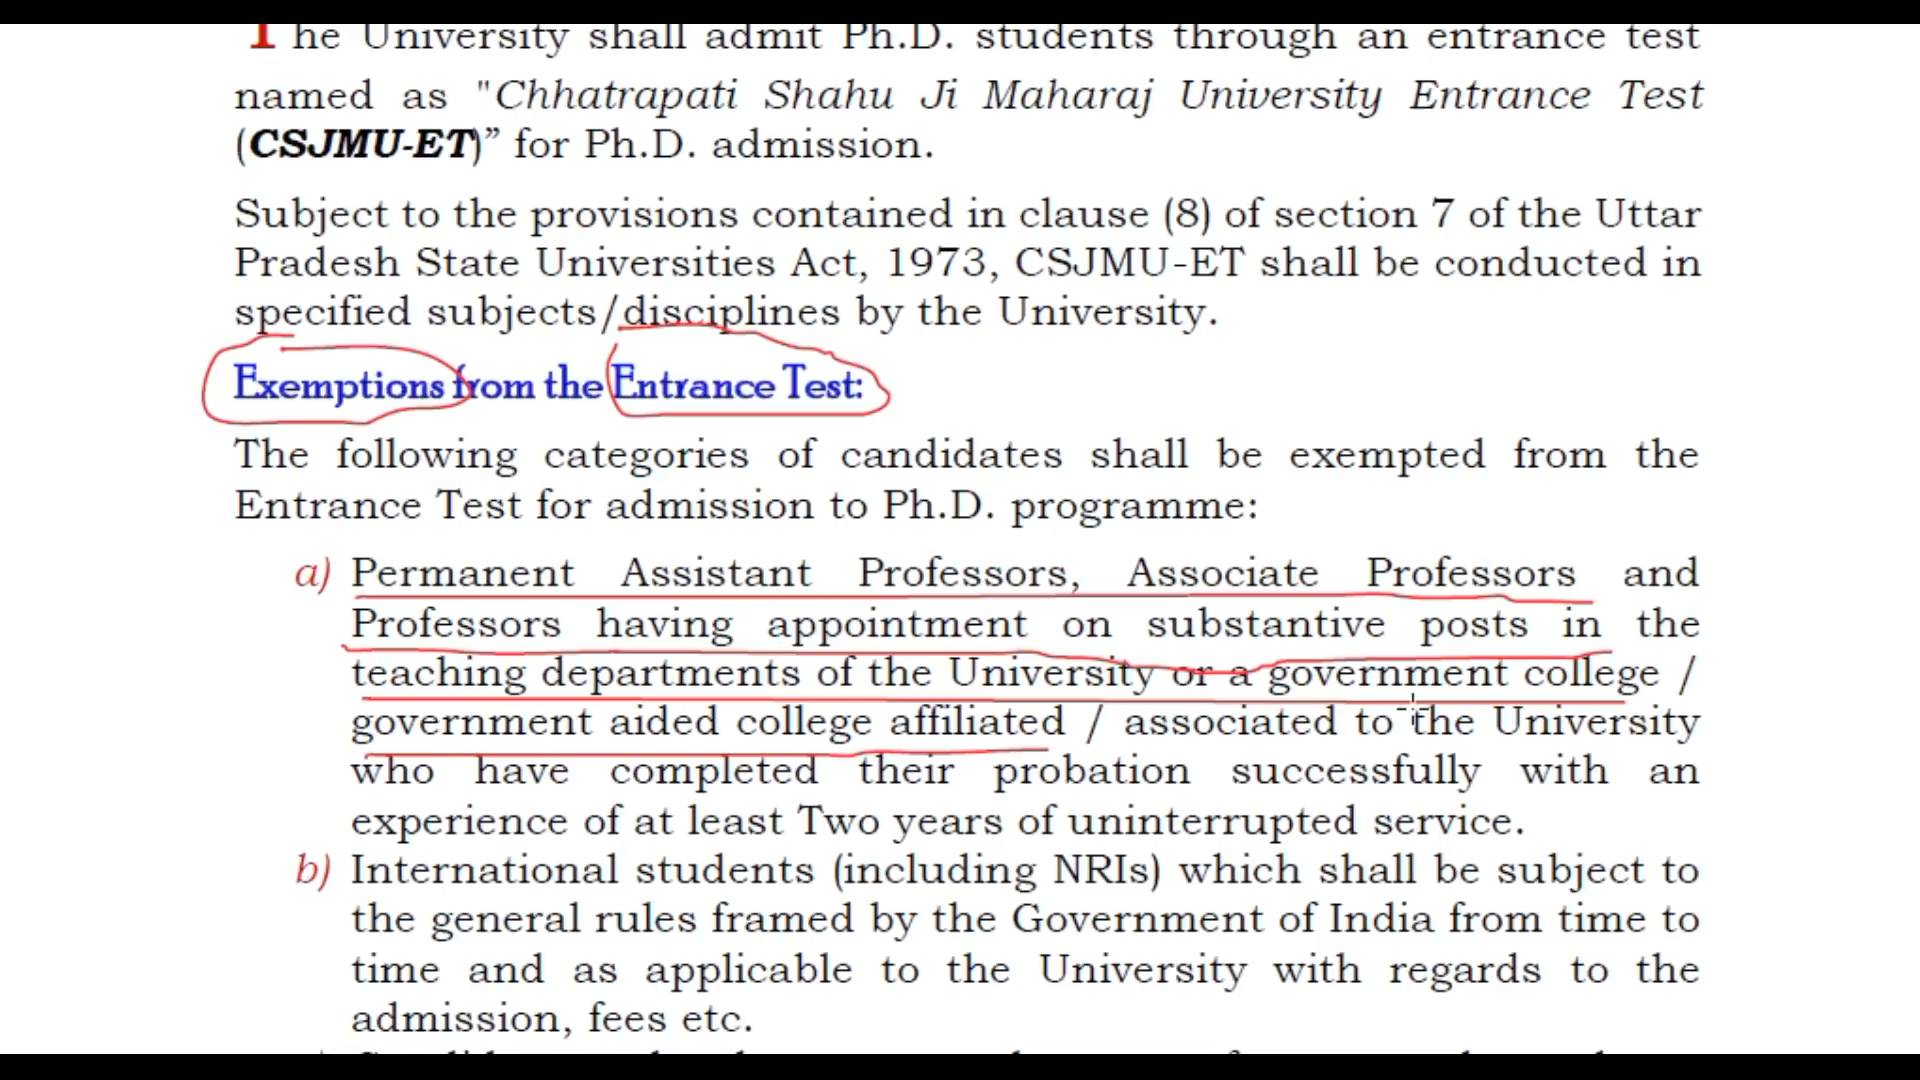 The University shall admit Ph.D. students through an entrance test
named as "Chhatrapati Shahu Ji Maharaj University Entrance Test
(CSJMU-ET)” for Ph.D. admission.
Subject to the provisions contained in clause (8) of section 7 of the Uttar
Pradesh State Universities Act, 1973, CSJMU-ET shall be conducted in
specified subjects/disciplines by the University.
Exemptions from the Entrance Test:
The following categories of candidates shall be exempted from the
Entrance Test for admission to Ph.D. programme:
a) Permanent Assistant Professors, Associate Professors and
Professors having appointment on substantive posts in the
teaching departments of the University or a government college /
government aided college affiliated / associated to the University
who have completed their probation successfully with an
experience of at least Two years of uninterrupted service.
b) International students (including NRIs) which shall be subject to
the general rules framed by the Government of India from time to
time and as applicable to the University with regards to the
admission, fees etc.